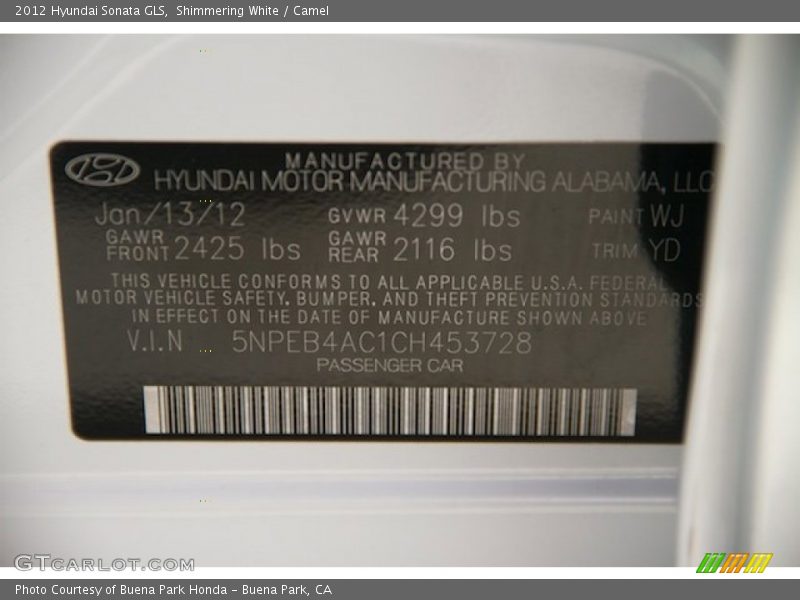 2012 Hyundai Sonata GLS, Shimmering White / Camel
MANUFACTURED BY
HYUNDAI MOTOR MANUFACTURING ALABAMA, LLC
Jan/13/12 GVWR 4299 lbs PAINT WJ
GAWR FRONT 2425 lbs GAWR REAR 2116 lbs TRIM YD
THIS VEHICLE CONFORMS TO ALL APPLICABLE U.S.A. FEDERAL
MOTOR VEHICLE SAFETY, BUMPER, AND THEFT PREVENTION STANDARDS
IN EFFECT ON THE DATE OF MANUFACTURE SHOWN ABOVE
V.I.N 5NPEB4AC1CH453728
PASSENGER CAR
GTCARLOT.COM
Photo Courtesy of Buena Park Honda - Buena Park, CA